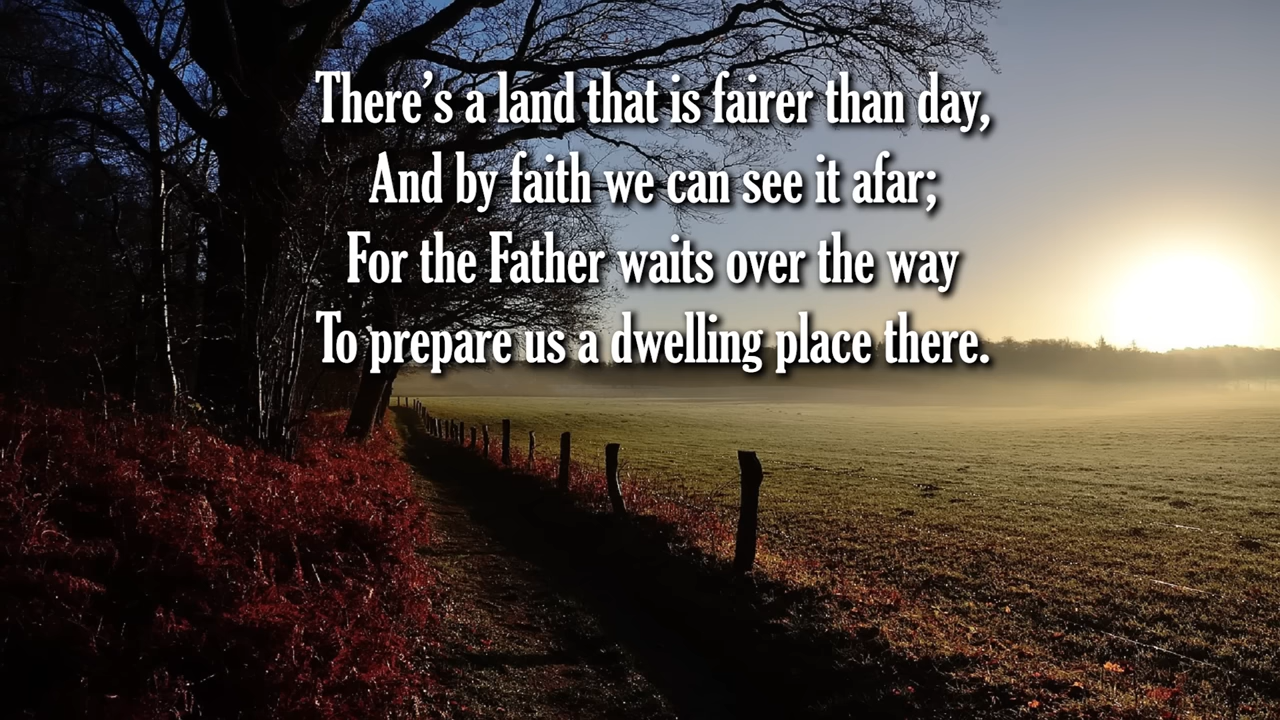 There’s a land that is fairer than day,
And by faith we can see it afar;
For the Father waits over the way
To prepare us a dwelling place there.